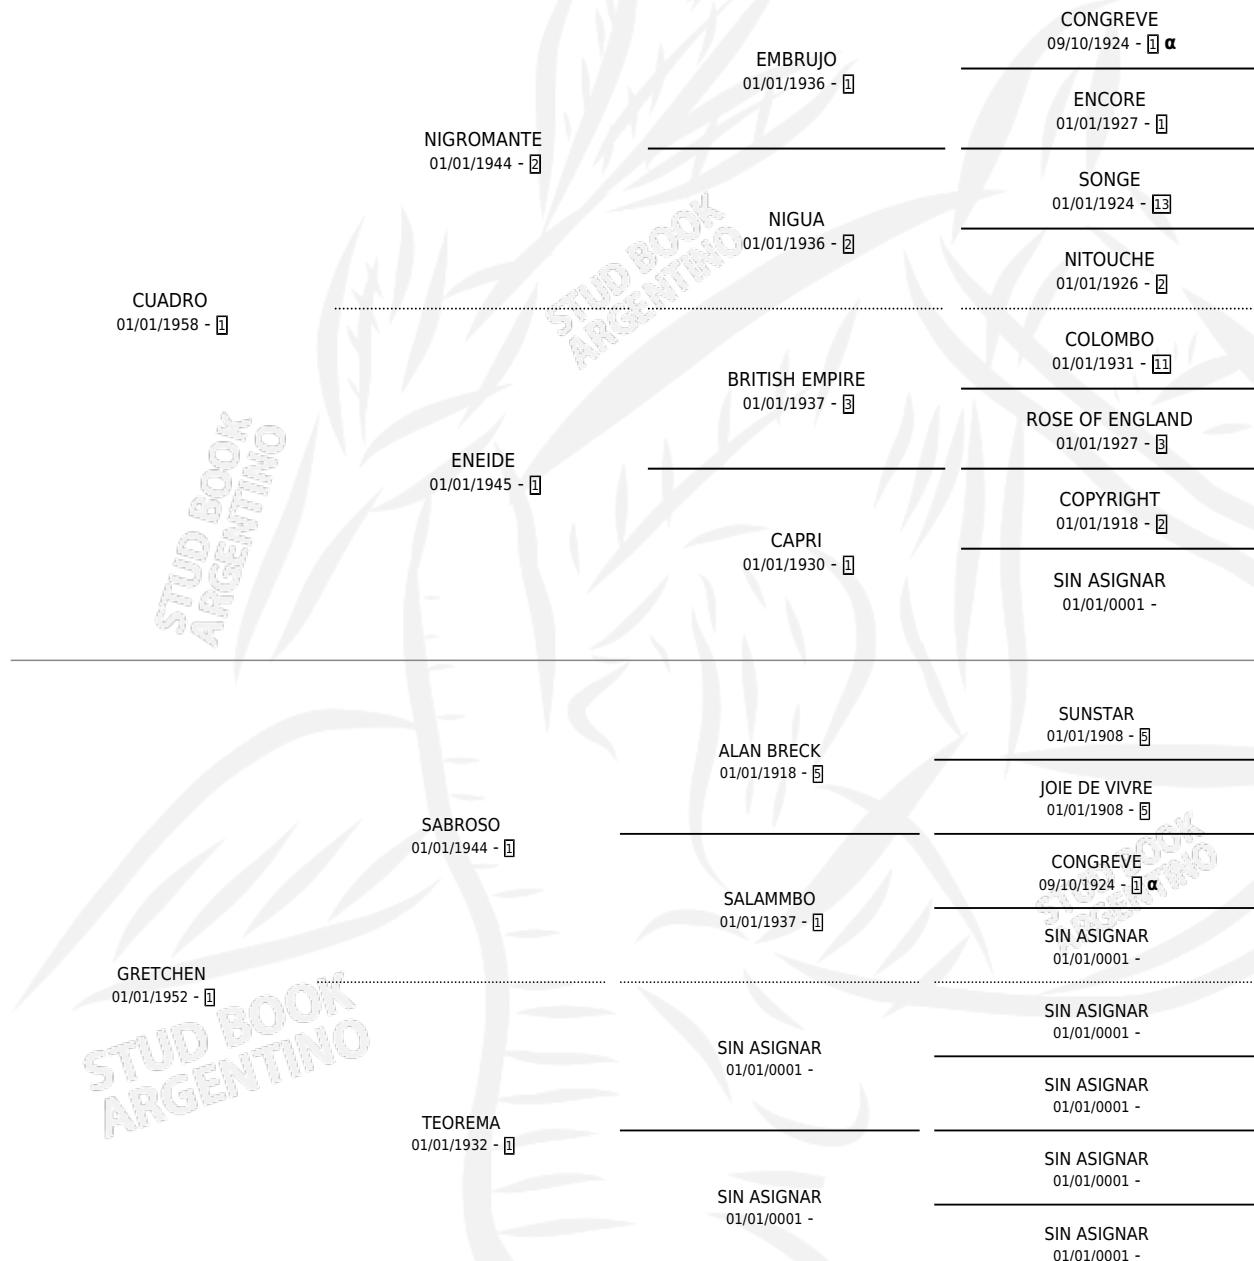 CONGREVE
09/10/1924 - 1 α
EMBRUJO
01/01/1936 - 1
ENCORE
01/01/1927 - 1
NIGROMANTE
01/01/1944 - 2
SONGE
01/01/1924 - 13
NIGUA
01/01/1936 - 2
NITOUCHE
01/01/1926 - 2
CUADRO
01/01/1958 - 1
COLOMBO
01/01/1931 - 11
BRITISH EMPIRE
01/01/1937 - 3
ROSE OF ENGLAND
01/01/1927 - 3
ENEIDE
01/01/1945 - 1
COPYRIGHT
01/01/1918 - 2
CAPRI
01/01/1930 - 1
SIN ASIGNAR
01/01/0001 -
STUD BOOK
ARGENTINO
STUD BOOK
ARGENTINO
SUNSTAR
01/01/1908 - 5
ALAN BRECK
01/01/1918 - 5
JOIE DE VIVRE
01/01/1908 - 5
SABROSO
01/01/1944 - 1
CONGREVE
09/10/1924 - 1 α
SALAMMBO
01/01/1937 - 1
SIN ASIGNAR
01/01/0001 -
GRETCHEN
01/01/1952 - 1
SIN ASIGNAR
01/01/0001 -
SIN ASIGNAR
01/01/0001 -
SIN ASIGNAR
01/01/0001 -
TEOREMA
01/01/1932 - 1
SIN ASIGNAR
01/01/0001 -
SIN ASIGNAR
01/01/0001 -
SIN ASIGNAR
01/01/0001 -
STUD BOOK
ARGENTINO
STUD BOOK
ARGENTINO